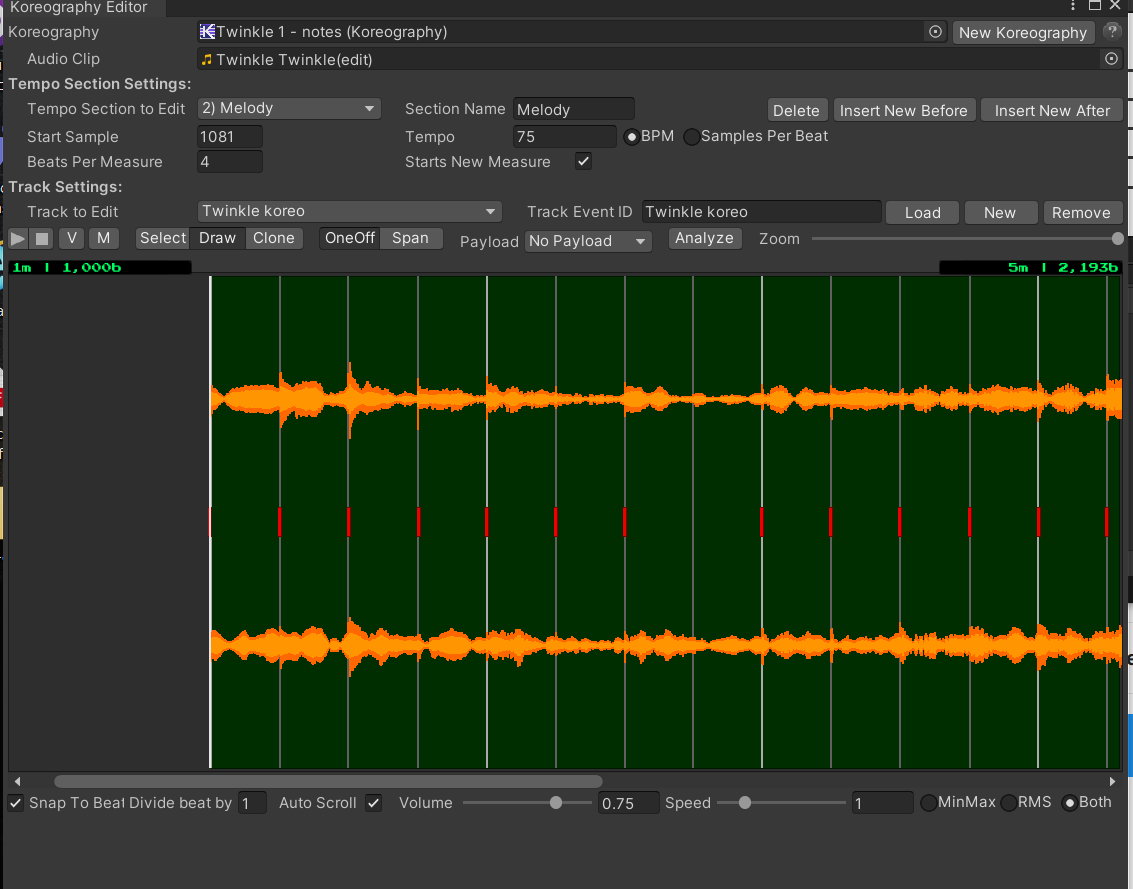 Koreography Editor
Koreography Twinkle 1 - notes (Koreography) New Koreography ?
Audio Clip Twinkle Twinkle(edit)
Tempo Section Settings:
Tempo Section to Edit 2) Melody Section Name Melody Delete Insert New Before Insert New After
Start Sample 1081 Tempo 75 BPM Samples Per Beat
Beats Per Measure 4 Starts New Measure
Track Settings:
Track to Edit Twinkle koreo Track Event ID Twinkle koreo Load New Remove
V M Select Draw Clone OneOff Span Payload No Payload Analyze Zoom
1m | 1,000b 5m | 2,193b
Snap To Beat Divide beat by 1 Auto Scroll Volume 0.75 Speed 1 MinMax RMS Both